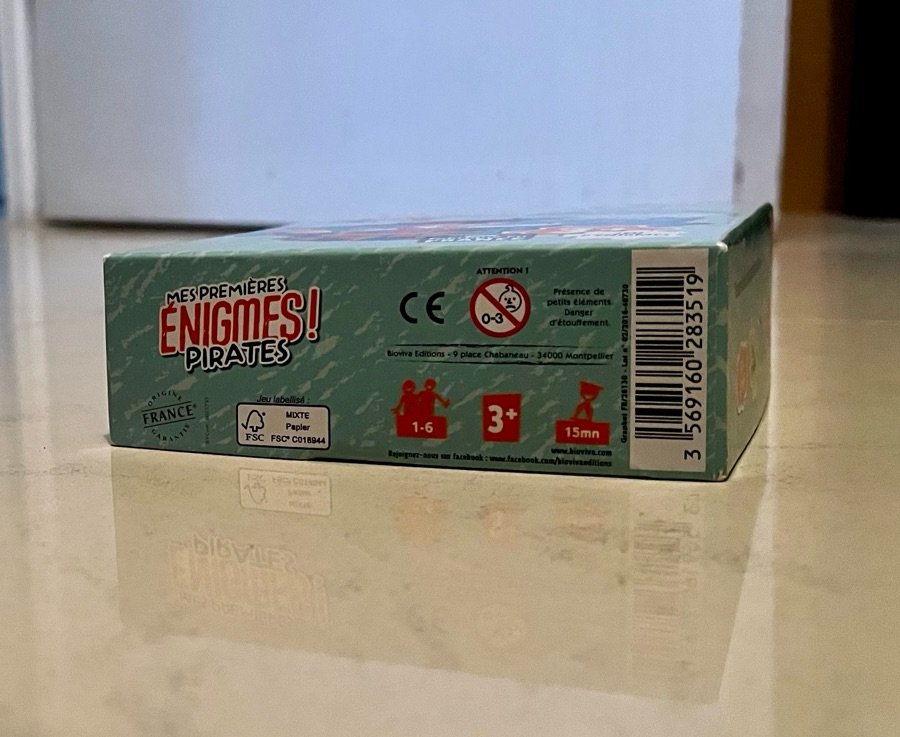 MES PREMIÈRES
ÉNIGMES!
PIRATES
ORIGINE
FRANCE
GARANTIE
Jeu labellisé :
FSC
MIXTE
Papier
FSC® C018944
CE
ATTENTION !
0-3
Présence de
petits éléments.
Danger
d'étouffement.
Bioviva Editions - 9 place Chabaneau - 34000 Montpellier
1-6
3+
15mn
www.bioviva.com
Rejoignez-nous sur facebook : www.facebook.com/biovivaeditions
3 569160 283519